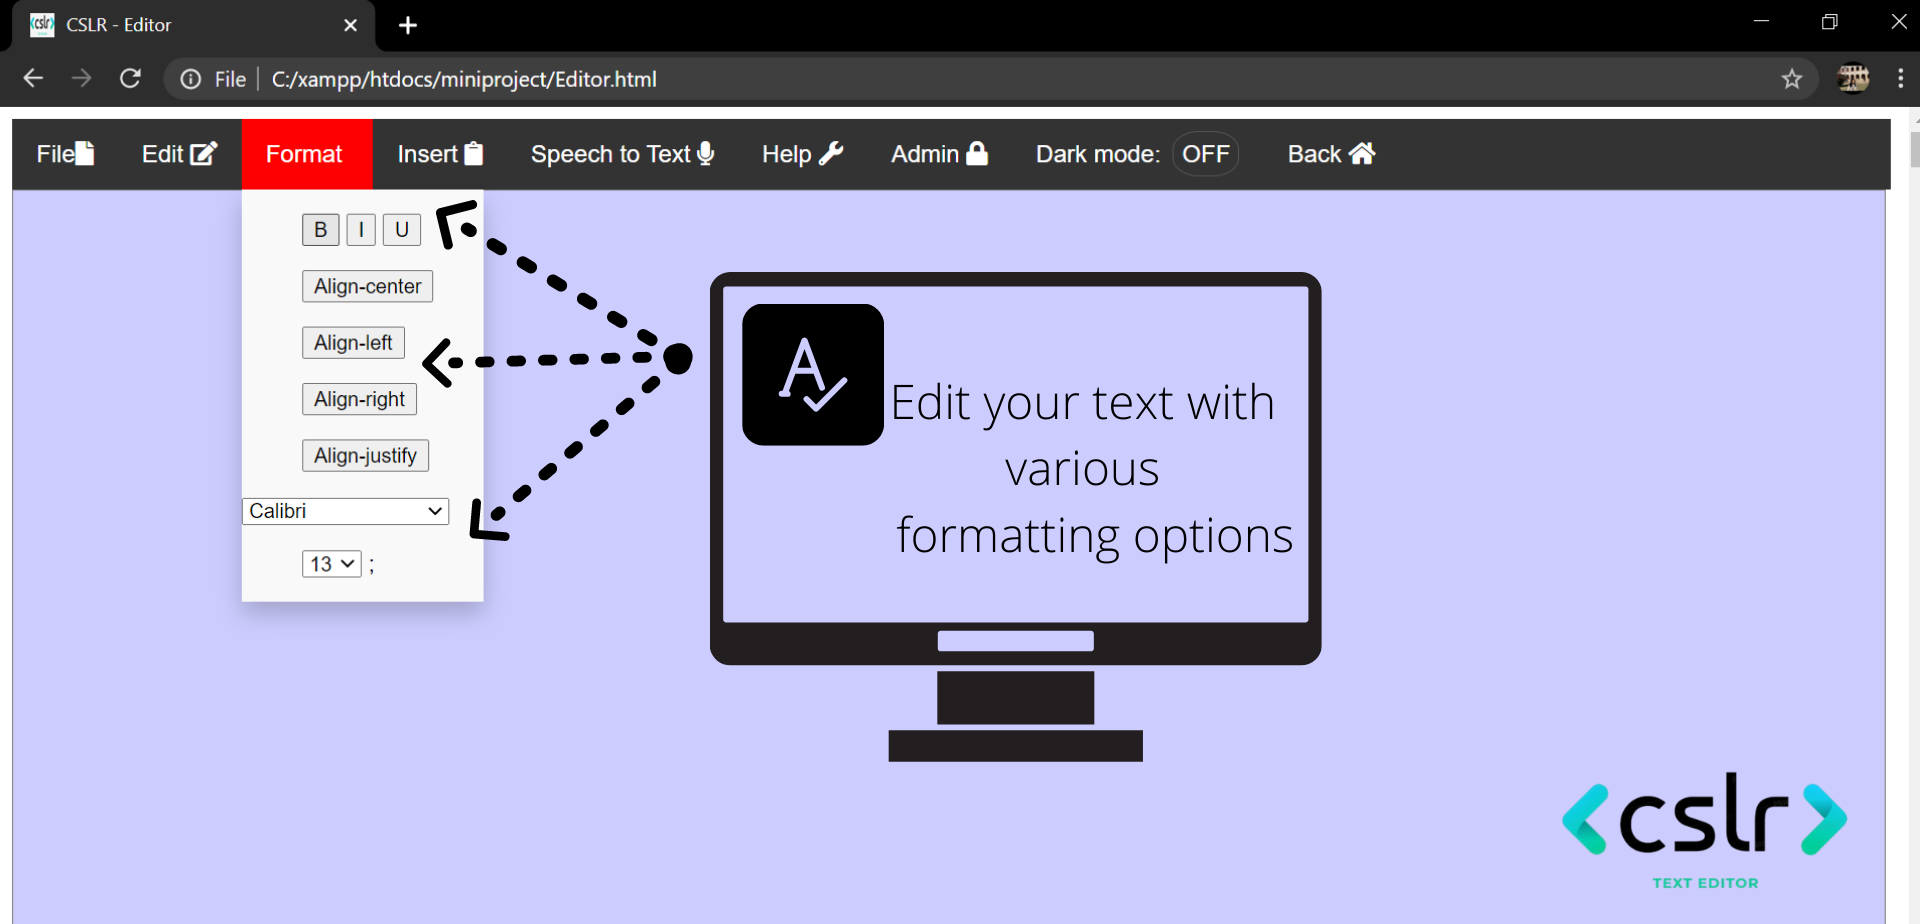 CSLR - Editor
File C:/xampp/htdocs/miniproject/Editor.html
File Edit Format Insert Speech to Text Help Admin Dark mode: OFF Back
B I U
Align-center
Align-left
Align-right
Align-justify
Calibri
13 ;
A
Edit your text with
various
formatting options
cslr
TEXT EDITOR